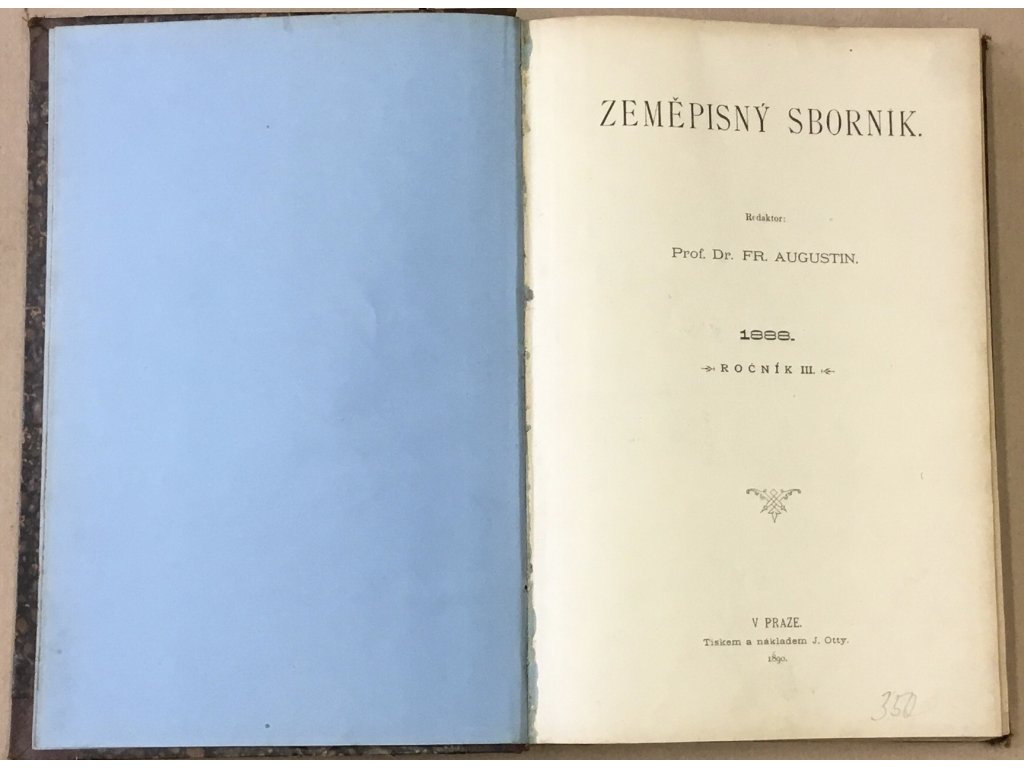 ZEMĚPISNÝ SBORNÍK.
Redaktor:
Prof. Dr. FR. AUGUSTIN.
1888.
ROČNÍK III.
V PRAZE.
Tiskem a nákladem J. Otty.
1890.
350